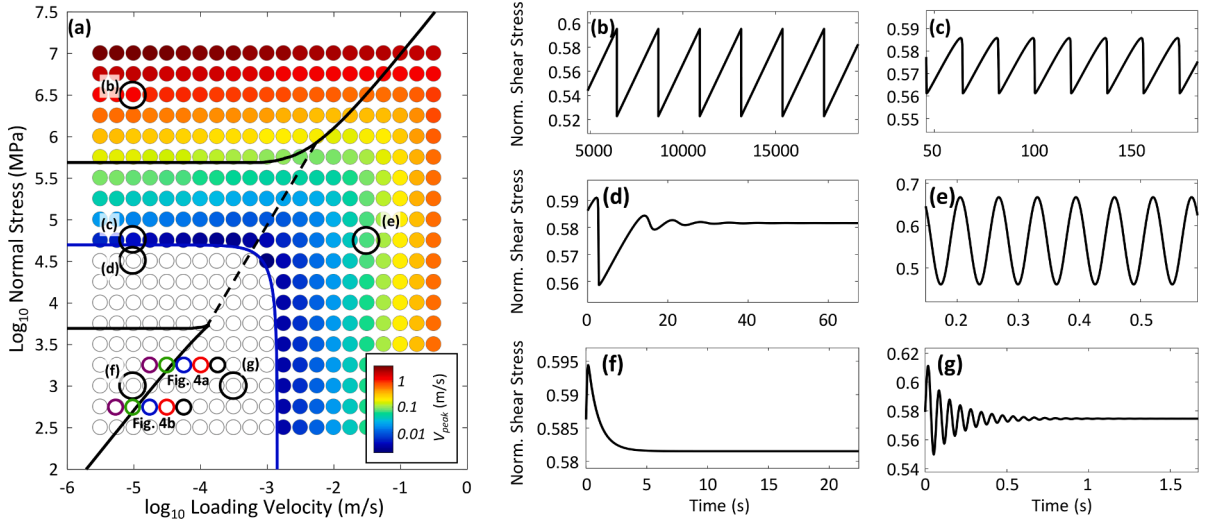 (a)
7.5
7
6.5
6
5.5
5
4.5
4
3.5
3
2.5
2
Log10 Normal Stress (MPa)
(b)
(c)
(d)
(e)
(f)
(g)
Fig. 4a
Fig. 4b
1
0.1
0.01
Vpeak (m/s)
-6 -5 -4 -3 -2 -1 0
log10 Loading Velocity (m/s)
(b)
Norm. Shear Stress
0.6
0.58
0.56
0.54
0.52
5000 10000 15000
(c)
0.59
0.58
0.57
0.56
0.55
50 100 150
(d)
Norm. Shear Stress
0.59
0.58
0.57
0.56
0 20 40 60
(e)
0.7
0.6
0.5
0.2 0.3 0.4 0.5
(f)
Norm. Shear Stress
0.595
0.59
0.585
0.58
0 5 10 15 20
Time (s)
(g)
0.62
0.6
0.58
0.56
0.54
0 0.5 1 1.5
Time (s)